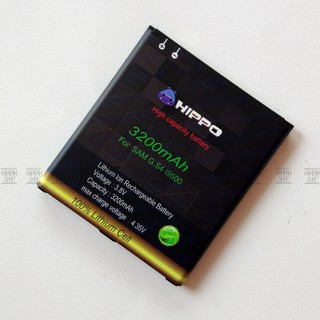 HIPPO
High capacity battery
3200mAh
For SAM G S4 I9500
Lithium Ion Rechargeable Battery
Voltage : 3.8V
Capacity : 3200mAh
max charge voltage : 4.35V
100% Lithium Cell